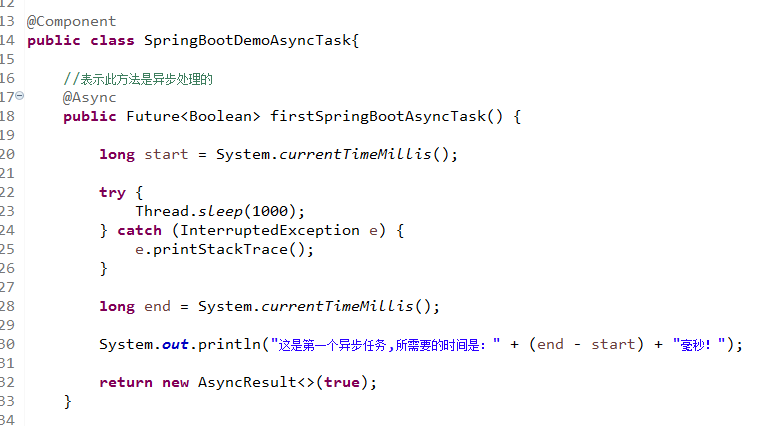 12
13 @Component
14 public class SpringBootDemoAsyncTask{
15
16     //表示此方法是异步处理的
17     @Async
18     public Future<Boolean> firstSpringBootAsyncTask() {
19
20         long start = System.currentTimeMillis();
21
22         try {
23             Thread.sleep(1000);
24         } catch (InterruptedException e) {
25             e.printStackTrace();
26         }
27
28         long end = System.currentTimeMillis();
29
30         System.out.println("这是第一个异步任务,所需要的时间是：" + (end - start) + "毫秒！");
31
32         return new AsyncResult<>(true);
33     }
34